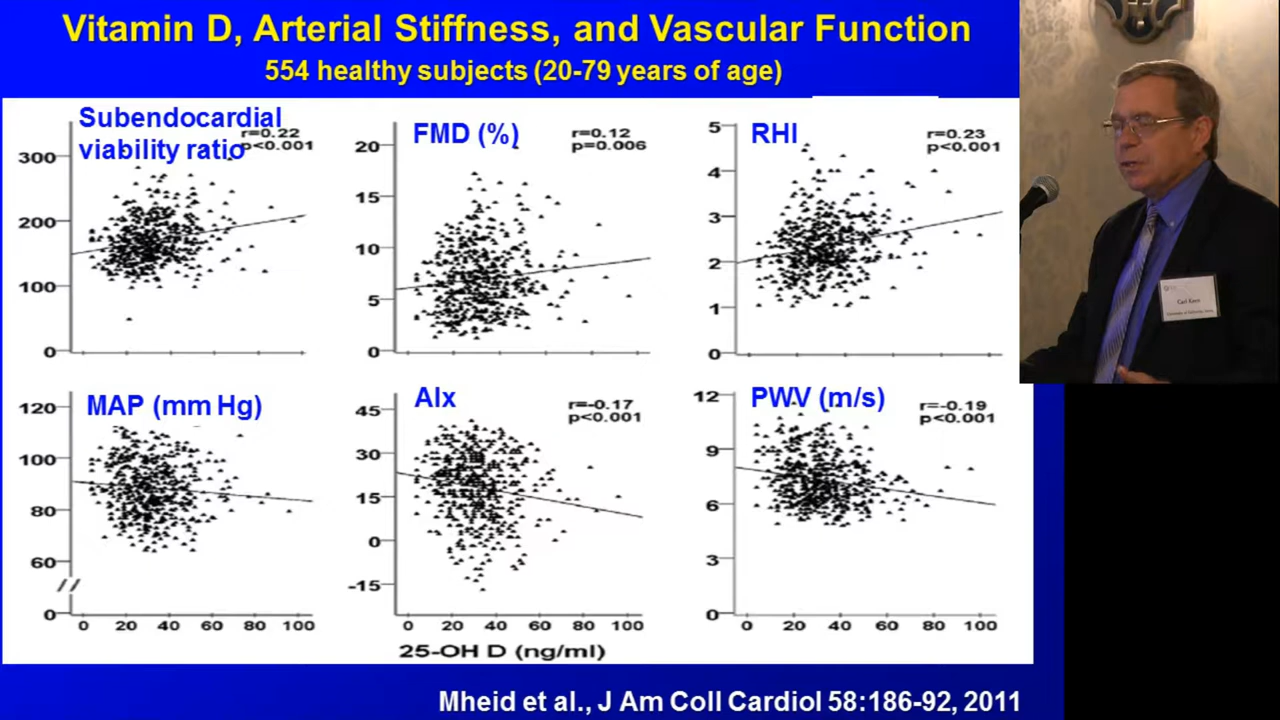 Vitamin D, Arterial Stiffness, and Vascular Function
554 healthy subjects (20-79 years of age)
Subendocardial
viability ratio
r=0.22
p<0.001
300
200
100
0
FMD (%)
r=0.12
p=0.006
20
15
10
5
0
RHI
r=0.23
p<0.001
5
4
3
2
1
0
MAP (mm Hg)
120
100
80
60
0
0 20 40 60 80 100
AIx
r=-0.17
p<0.001
45
30
15
0
-15
0 20 40 60 80 100
PWV (m/s)
r=-0.19
p<0.001
12
9
6
3
0
0 20 40 60 80 100
25-OH D (ng/ml)
Mheid et al., J Am Coll Cardiol 58:186-92, 2011